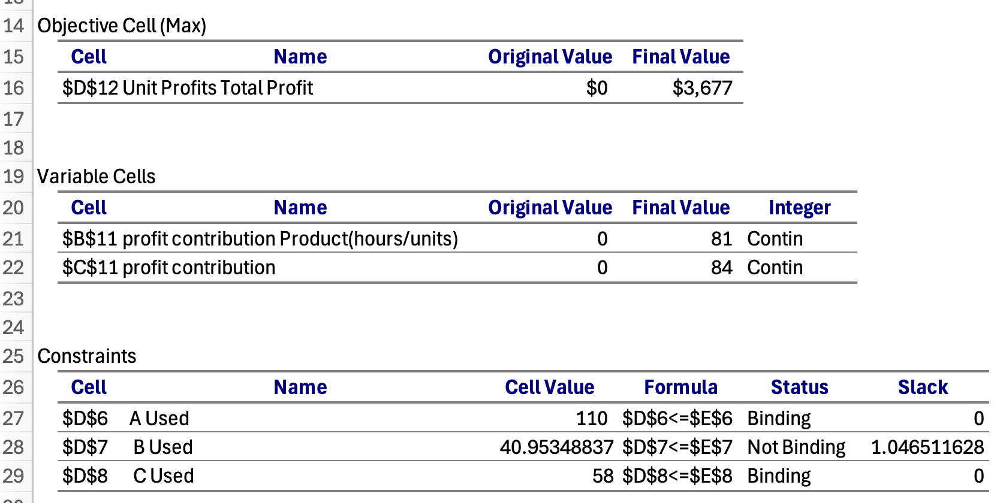 14 Objective Cell (Max)
15 Cell Name Original Value Final Value
16 $D$12 Unit Profits Total Profit $0 $3,677
17
18
19 Variable Cells
20 Cell Name Original Value Final Value Integer
21 $B$11 profit contribution Product(hours/units) 0 81 Contin
22 $C$11 profit contribution 0 84 Contin
23
24
25 Constraints
26 Cell Name Cell Value Formula Status Slack
27 $D$6 A Used 110 $D$6<=$E$6 Binding 0
28 $D$7 B Used 40.95348837 $D$7<=$E$7 Not Binding 1.046511628
29 $D$8 C Used 58 $D$8<=$E$8 Binding 0